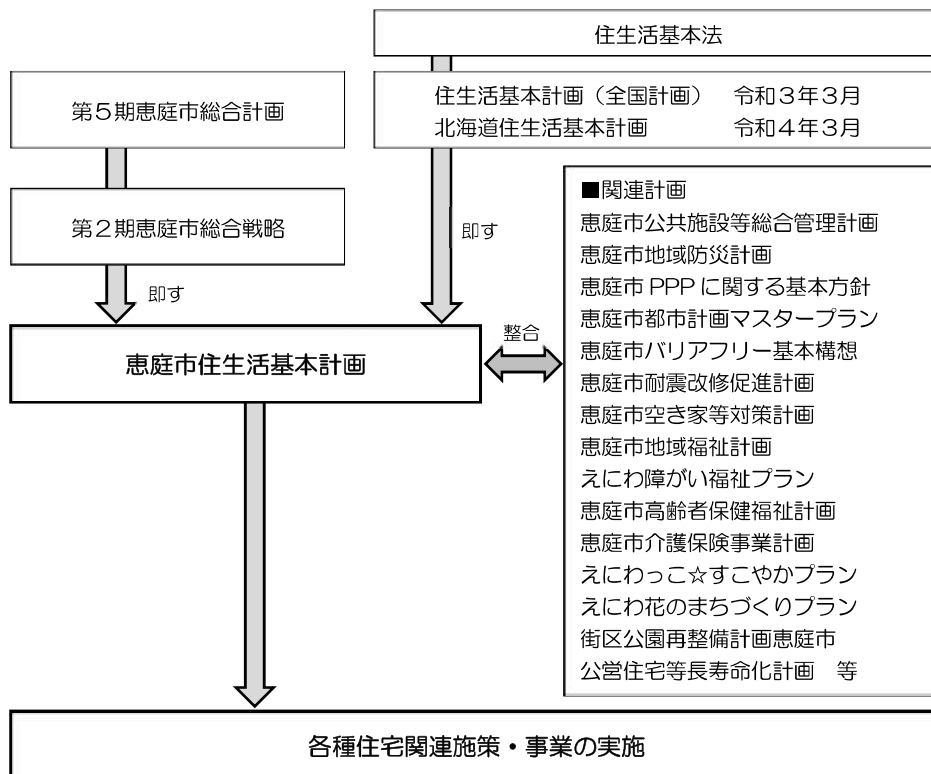 住生活基本法
第5期恵庭市総合計画
住生活基本計画（全国計画）　令和3年3月
北海道住生活基本計画　令和4年3月
第2期恵庭市総合戦略
即す
即す
恵庭市住生活基本計画
整合
■関連計画
恵庭市公共施設等総合管理計画
恵庭市地域防災計画
恵庭市 PPP に関する基本方針
恵庭市都市計画マスタープラン
恵庭市バリアフリー基本構想
恵庭市耐震改修促進計画
恵庭市空き家等対策計画
恵庭市地域福祉計画
えにわ障がい福祉プラン
恵庭市高齢者保健福祉計画
恵庭市介護保険事業計画
えにわっこ☆すこやかプラン
えにわ花のまちづくりプラン
街区公園再整備計画恵庭市
公営住宅等長寿命化計画　等
各種住宅関連施策・事業の実施